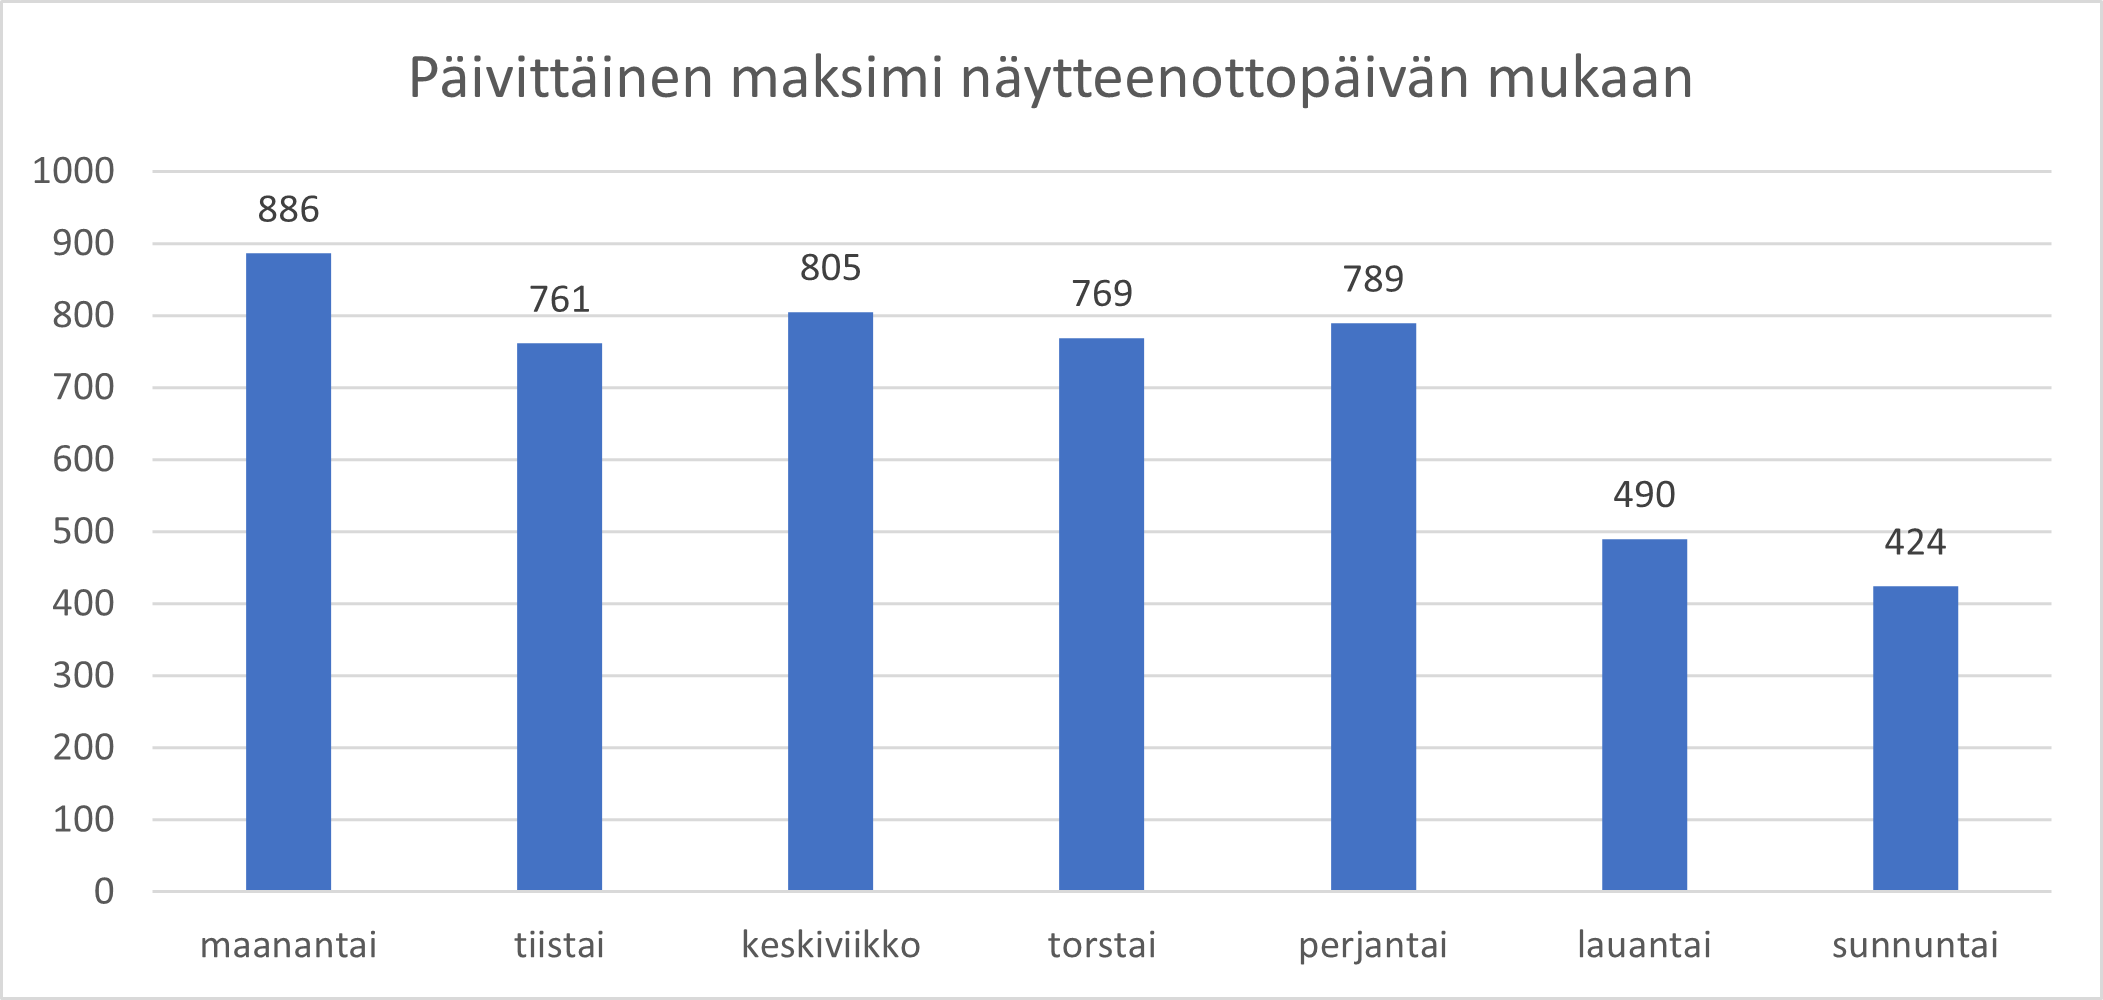 Päivittäinen maksimi näytteenottopäivän mukaan
1000
900
800
700
600
500
400
300
200
100
0
886
761
805
769
789
490
424
maanantai
tiistai
keskiviikko
torstai
perjantai
lauantai
sunnuntai